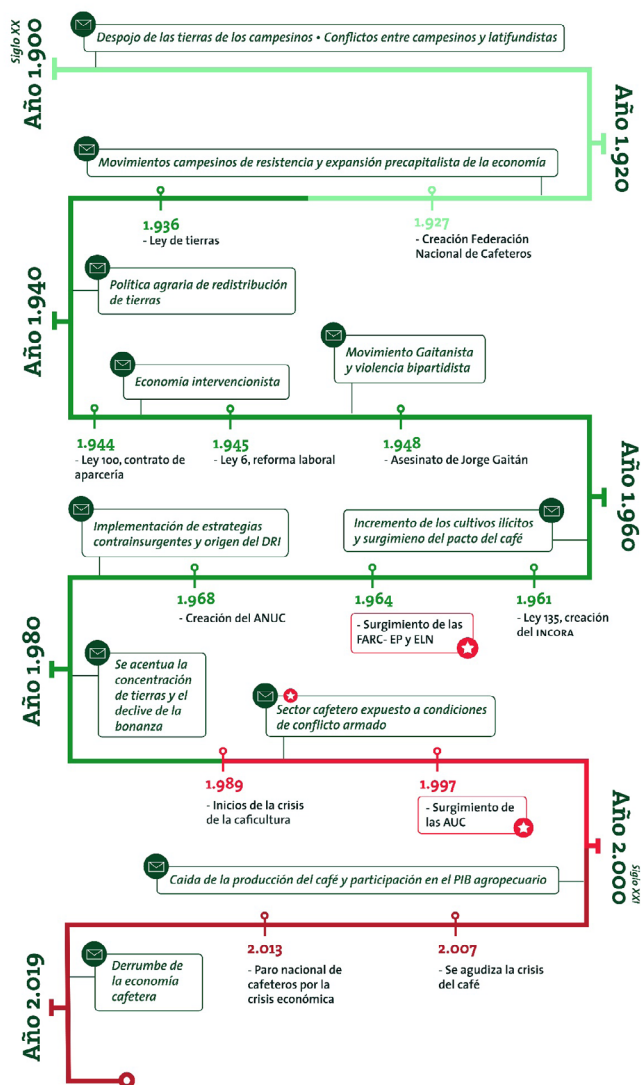 Siglo XX
Año 1.900
Despojo de las tierras de los campesinos • Conflictos entre campesinos y latifundistas
Año 1.920
Movimientos campesinos de resistencia y expansión precapitalista de la economía
1.927
- Creación Federación
Nacional de Cafeteros
1.936
- Ley de tierras
Año 1.940
Política agraria de redistribución
de tierras
Economía intervencionista
Movimiento Gaitanista
y violencia bipartidista
1.944
- Ley 100, contrato de
aparcería
1.945
- Ley 6, reforma laboral
1.948
- Asesinato de Jorge Gaitán
Año 1.960
Incremento de los cultivos ilícitos
y surgimieno del pacto del café
Implementación de estrategias
contrainsurgentes y origen del DRI
1.961
- Ley 135, creación
del INCORA
1.964
- Surgimiento de las
FARC- EP y ELN
1.968
- Creación del ANUC
Año 1.980
Se acentua la
concentración
de tierras y el
declive de la
bonanza
Sector cafetero expuesto a condiciones
de conflicto armado
1.989
- Inicios de la crisis
de la caficultura
1.997
- Surgimiento de
las AUC
Año 2.000
Siglo XXI
Caida de la producción del café y participación en el PIB agropecuario
2.007
- Se agudiza la crisis
del café
2.013
- Paro nacional de
cafeteros por la
crisis económica
Año 2.019
Derrumbe de
la economía
cafetera